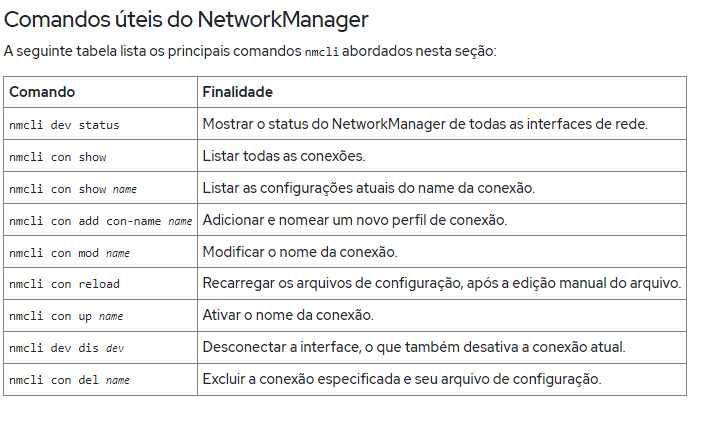 Comandos úteis do NetworkManager
A seguinte tabela lista os principais comandos nmcli abordados nesta seção:
Comando Finalidade
nmcli dev status Mostrar o status do NetworkManager de todas as interfaces de rede.
nmcli con show Listar todas as conexões.
nmcli con show name Listar as configurações atuais do name da conexão.
nmcli con add con-name name Adicionar e nomear um novo perfil de conexão.
nmcli con mod name Modificar o nome da conexão.
nmcli con reload Recarregar os arquivos de configuração, após a edição manual do arquivo.
nmcli con up name Ativar o nome da conexão.
nmcli dev dis dev Desconectar a interface, o que também desativa a conexão atual.
nmcli con del name Excluir a conexão especificada e seu arquivo de configuração.